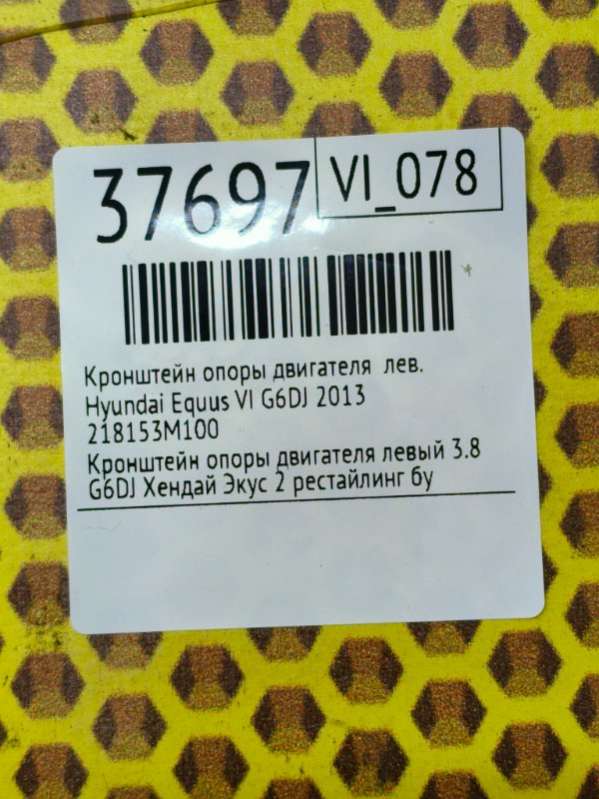 37697
VI_078
Кронштейн опоры двигателя лев.
Hyundai Equus VI G6DJ 2013
218153M100
Кронштейн опоры двигателя левый 3.8
G6DJ Хендай Экус 2 рестайлинг бу